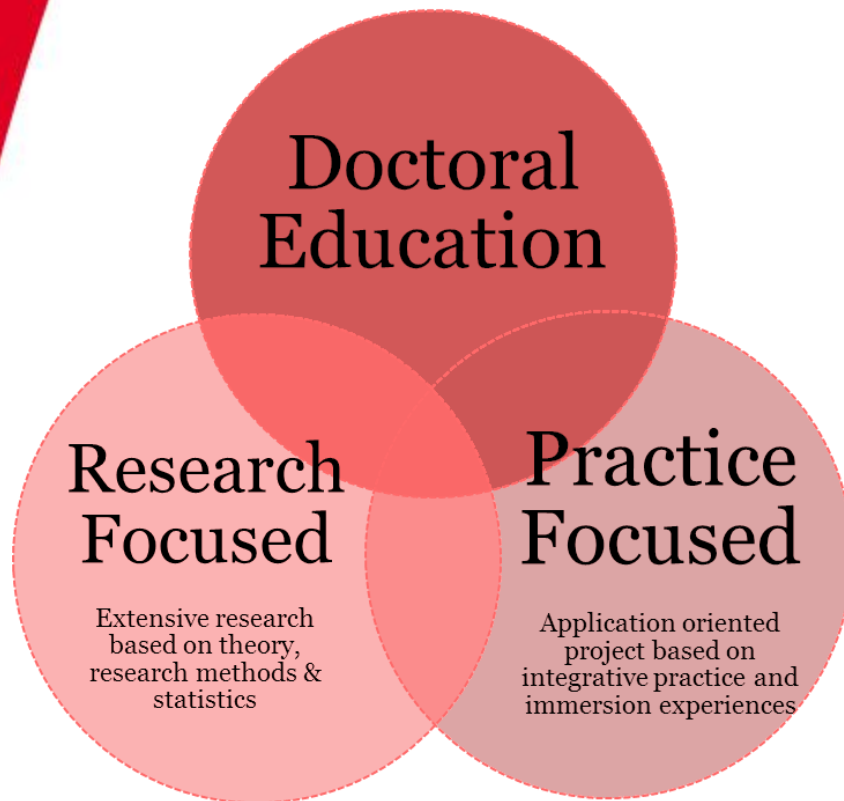 Doctoral
Education
Research
Focused
Extensive research
based on theory,
research methods &
statistics
Practice
Focused
Application oriented
project based on
integrative practice and
immersion experiences